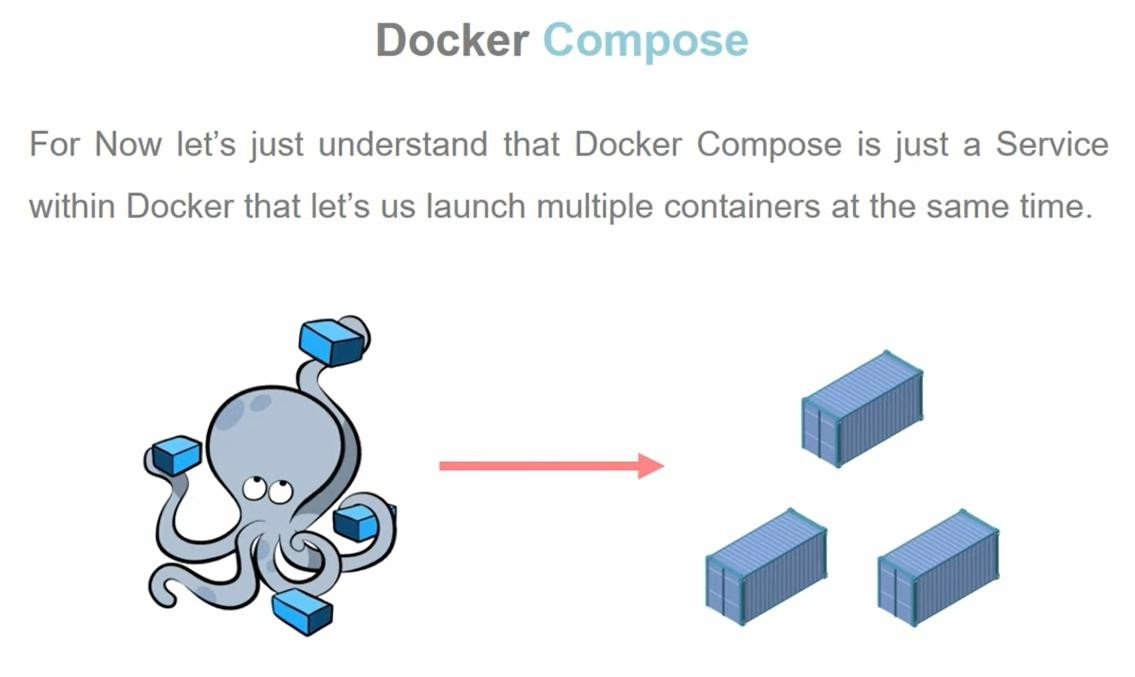 Docker Compose
For Now let’s just understand that Docker Compose is just a Service
within Docker that let’s us launch multiple containers at the same time.